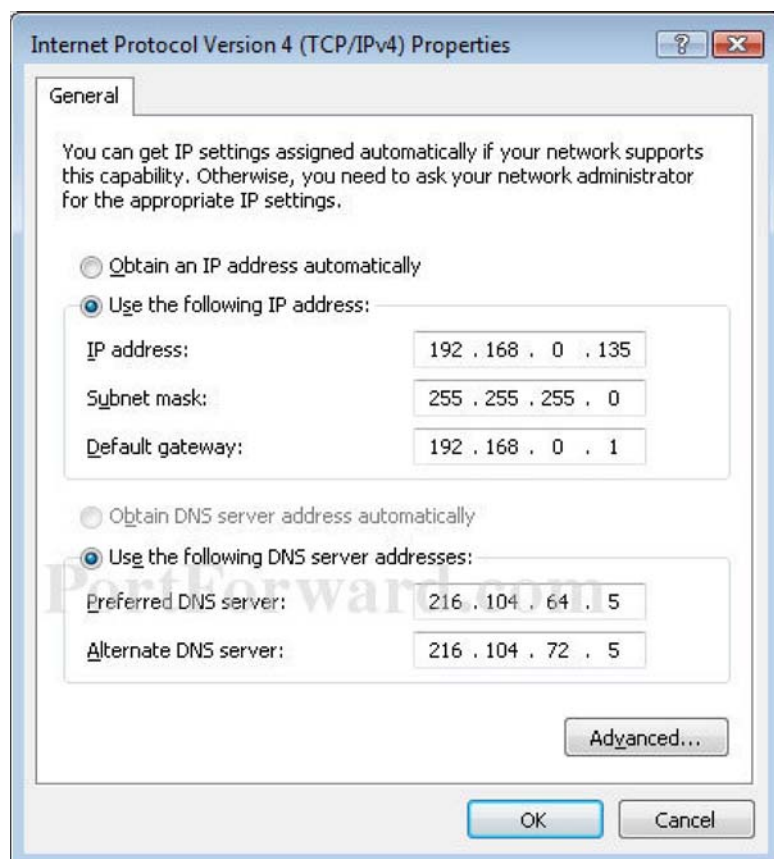 Internet Protocol Version 4 (TCP/IPv4) Properties
General
You can get IP settings assigned automatically if your network supports
this capability. Otherwise, you need to ask your network administrator
for the appropriate IP settings.
Obtain an IP address automatically
Use the following IP address:
IP address: 192 . 168 . 0 . 135
Subnet mask: 255 . 255 . 255 . 0
Default gateway: 192 . 168 . 0 . 1
Obtain DNS server address automatically
Use the following DNS server addresses:
PortForward.com
Preferred DNS server: 216 . 104 . 64 . 5
Alternate DNS server: 216 . 104 . 72 . 5
Advanced...
OK Cancel